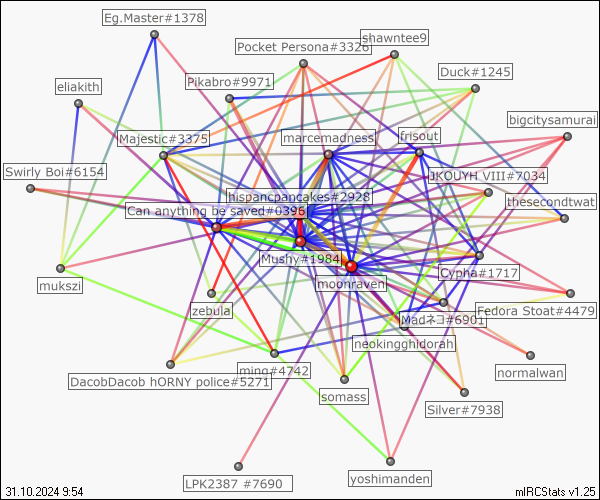 Eg.Master#1378
shawntee9
Pocket Persona#3326
Duck#1245
Pikabro#9971
eliakith
bigcitysamurai
Majestic#3375
marcemadness
frisout
Swirly Boi#6154
JKOUYH VIII#7034
hispancpancakes#2928
thesecondtwat
Can anything be saved#0396
Mushy#1984
Cypha#1717
moonraven
mukszi
zebula
Fedora Stoat#4479
Madネコ#6901
neokingghidorah
ming#4742
normalwan
DacobDacob hORNY police#5271
somass
Silver#7938
LPK2387 #7690
yoshimanden
31.10.2024 9:54
mIRCStats v1.25